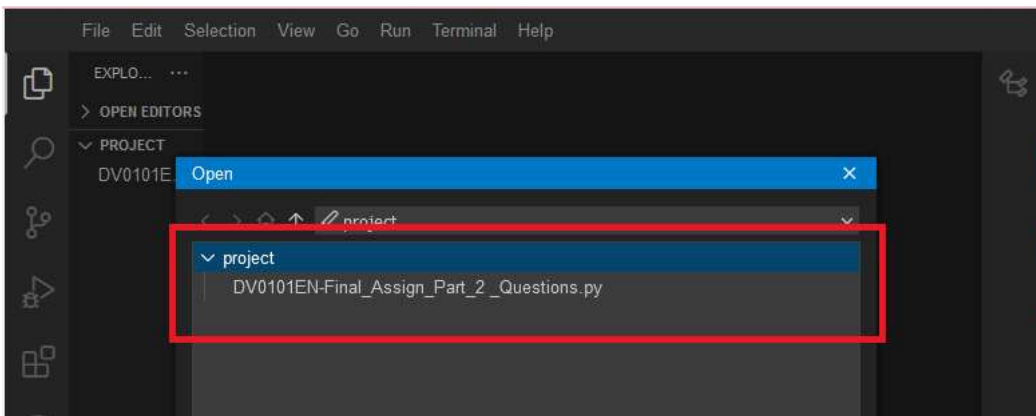 File Edit Selection View Go Run Terminal Help
EXPLO... ···
OPEN EDITORS
PROJECT
DV0101E
Open
project
project
DV0101EN-Final_Assign_Part_2 _Questions.py